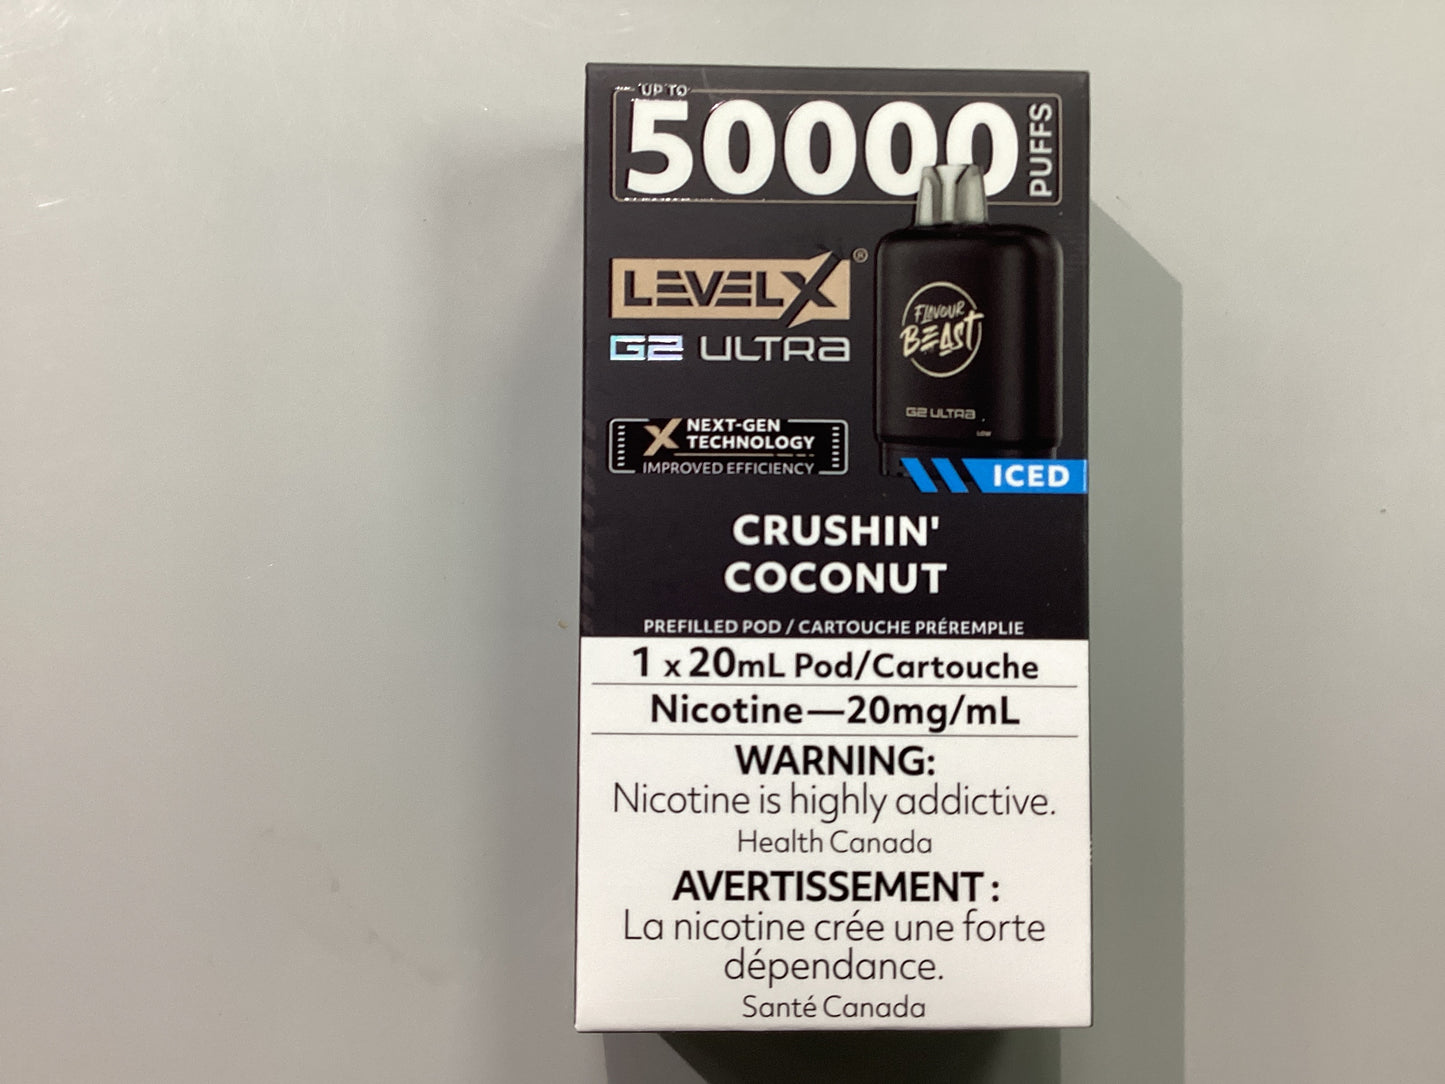 UP TO
50000
PUFFS
LEVELX®
G2 ULTRA
FLAVOUR
BEAST
G2 ULTRA
LOW
X NEXT-GEN
TECHNOLOGY
IMPROVED EFFICIENCY
ICED
CRUSHIN'
COCONUT
PREFILLED POD / CARTOUCHE PRÉREMPLIE
1 x 20mL Pod/Cartouche
Nicotine—20mg/mL
WARNING:
Nicotine is highly addictive.
Health Canada
AVERTISSEMENT :
La nicotine crée une forte
dépendance.
Santé Canada